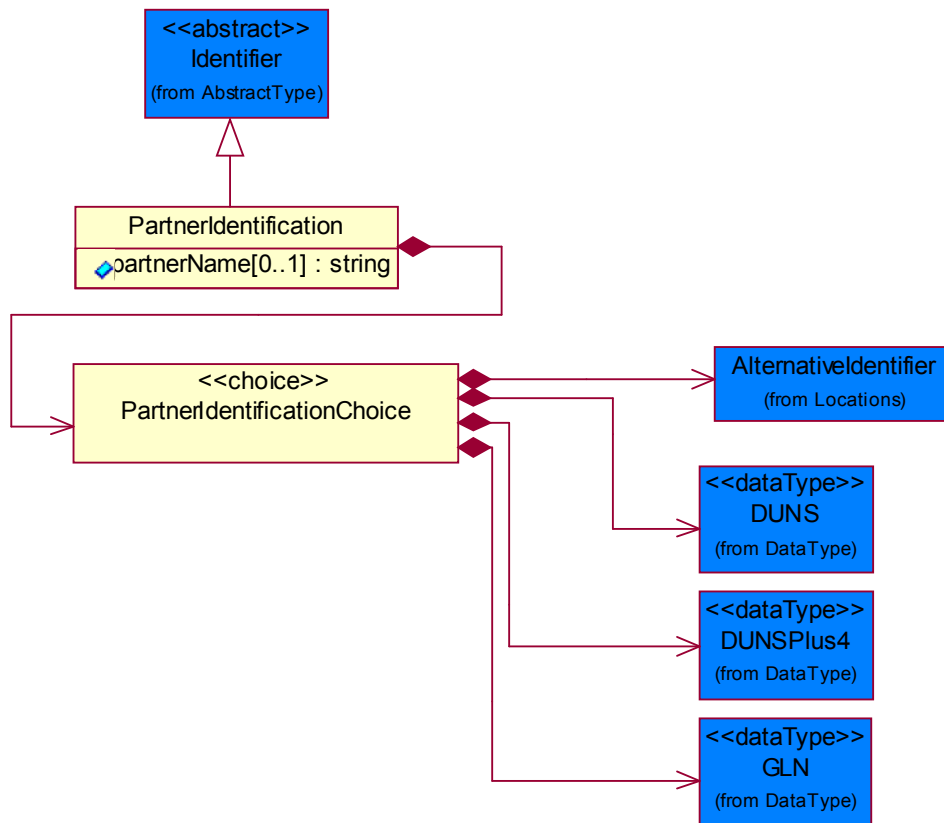 <<abstract>>
Identifier
(from AbstractType)
PartnerIdentification
partnerName[0..1] : string
<<choice>>
PartnerIdentificationChoice
AlternativeIdentifier
(from Locations)
<<dataType>>
DUNS
(from DataType)
<<dataType>>
DUNSPlus4
(from DataType)
<<dataType>>
GLN
(from DataType)